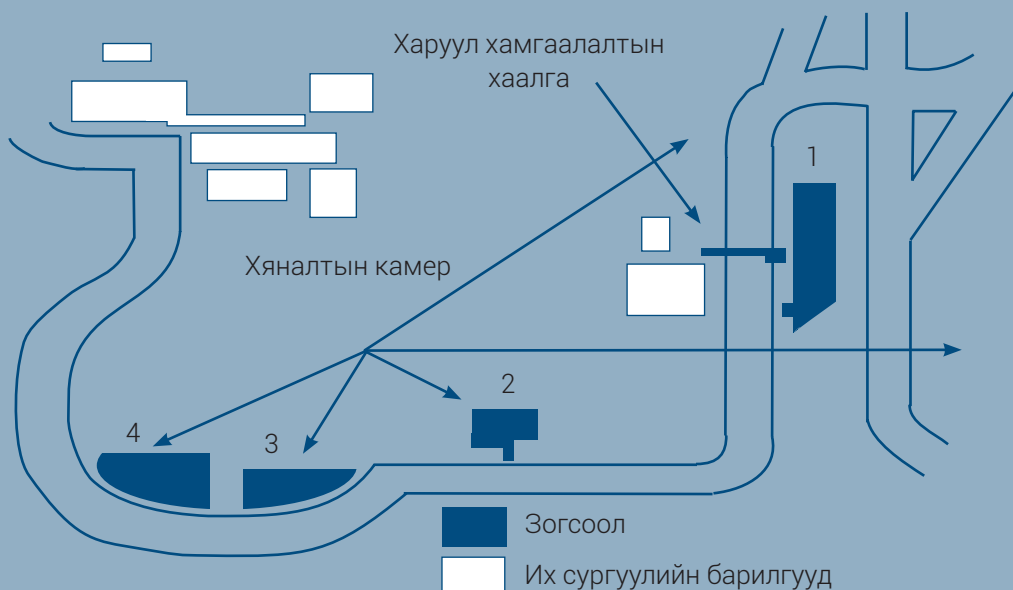 Харуул хамгаалалтын
хаалга
1
Хяналтын камер
2
4
3
Зогсоол
Их сургуулийн барилгууд